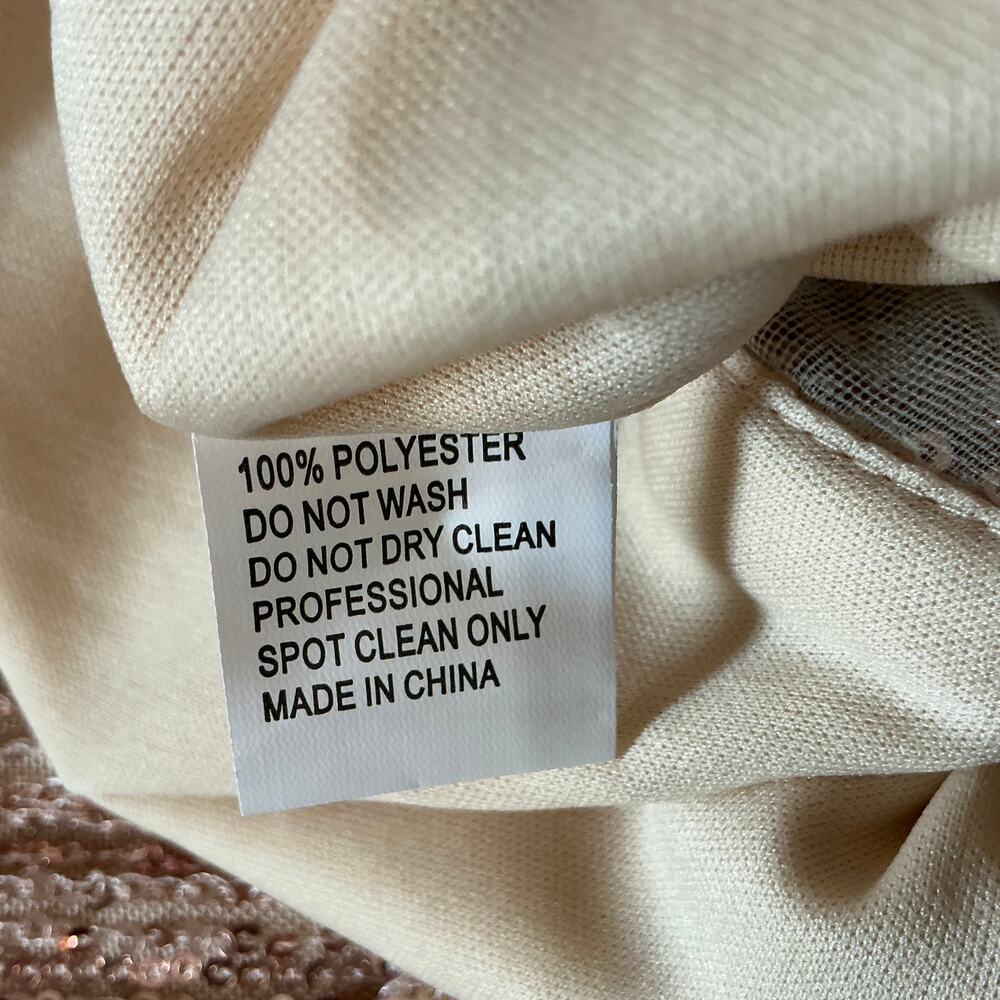 100% POLYESTER
DO NOT WASH
DO NOT DRY CLEAN
PROFESSIONAL
SPOT CLEAN ONLY
MADE IN CHINA